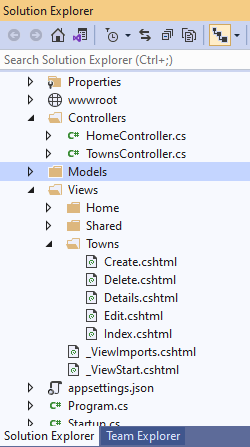 Solution Explorer
Search Solution Explorer (Ctrl+;)
Properties
wwwroot
Controllers
C# HomeController.cs
C# TownsController.cs
Models
Views
Home
Shared
Towns
Create.cshtml
Delete.cshtml
Details.cshtml
Edit.cshtml
Index.cshtml
_ViewImports.cshtml
_ViewStart.cshtml
appsettings.json
C# Program.cs
C# Startup.cs
Solution Explorer Team Explorer